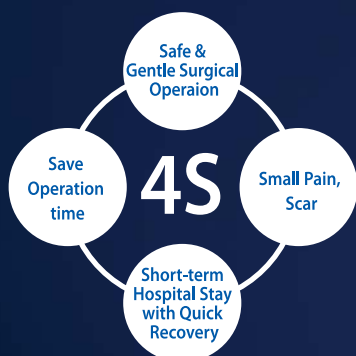 Safe &
Gentle Surgical
Operaion
Save
Operation
time
4S
Small Pain,
Scar
Short-term
Hospital Stay
with Quick
Recovery